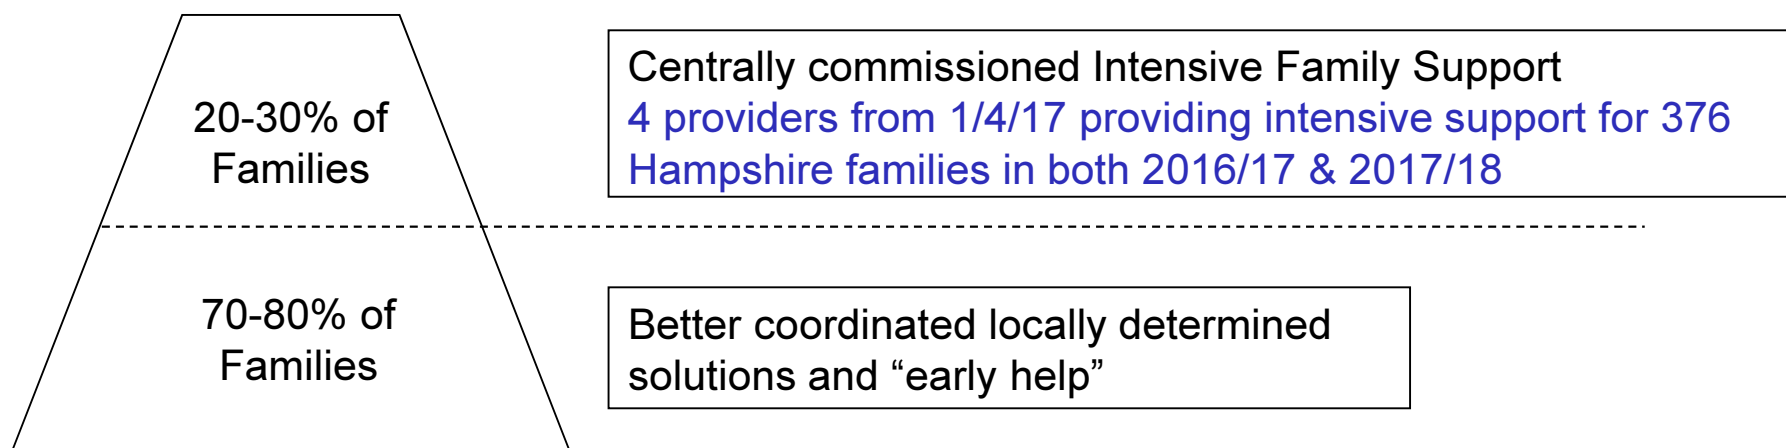 20-30% of
Families
Centrally commissioned Intensive Family Support
4 providers from 1/4/17 providing intensive support for 376
Hampshire families in both 2016/17 & 2017/18
70-80% of
Families
Better coordinated locally determined
solutions and “early help”